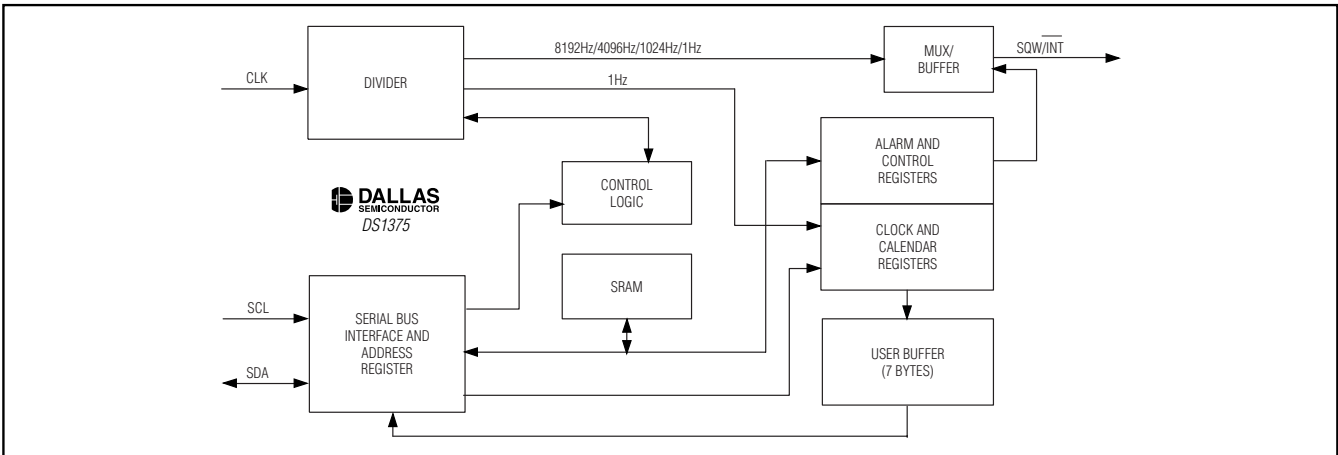 8192Hz/4096Hz/1024Hz/1Hz
MUX/
BUFFER
SQW/INT
CLK
DIVIDER
1Hz
ALARM AND
CONTROL
REGISTERS
CONTROL
LOGIC
DALLAS
SEMICONDUCTOR
DS1375
CLOCK AND
CALENDAR
REGISTERS
SRAM
SCL
SERIAL BUS
INTERFACE AND
ADDRESS
REGISTER
USER BUFFER
(7 BYTES)
SDA